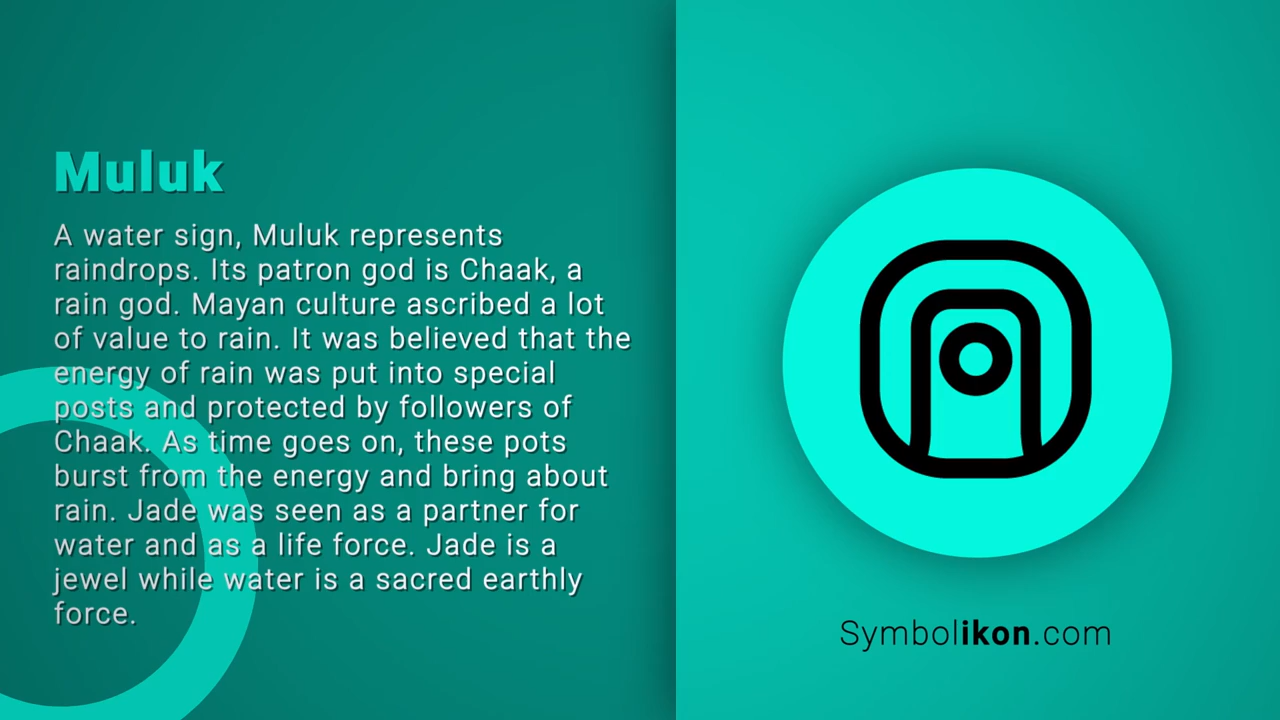 Muluk
A water sign, Muluk represents
raindrops. Its patron god is Chaak, a
rain god. Mayan culture ascribed a lot
of value to rain. It was believed that the
energy of rain was put into special
posts and protected by followers of
Chaak. As time goes on, these pots
burst from the energy and bring about
rain. Jade was seen as a partner for
water and as a life force. Jade is a
jewel while water is a sacred earthly
force.
Symbolikon.com